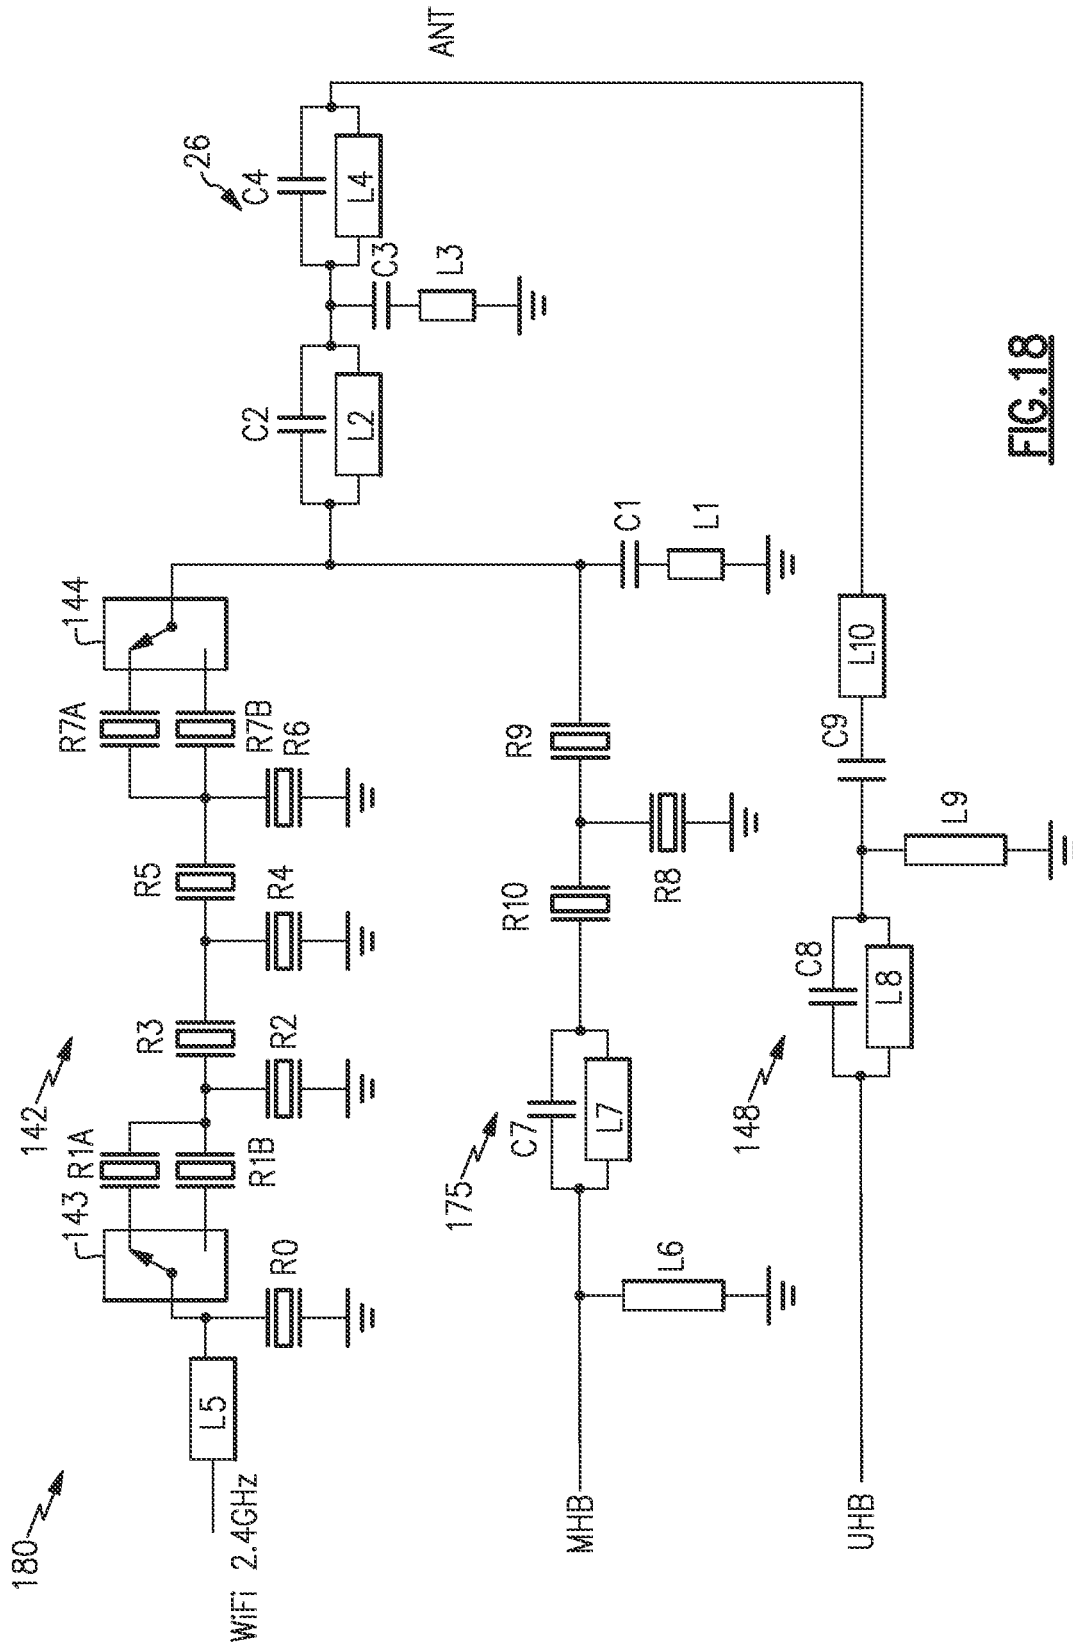 180
WiFi 2.4GHz
L5
R0
143
R1A
R1B
142
R2
R3
R4
R5
R6
R7A
R7B
144
C2
L2
26
C4
L4
C3
L3
ANT
C1
L1
MHB
L6
175
C7
L7
R10
R8
R9
UHB
148
C8
L8
L9
C9
L10
FIG.18